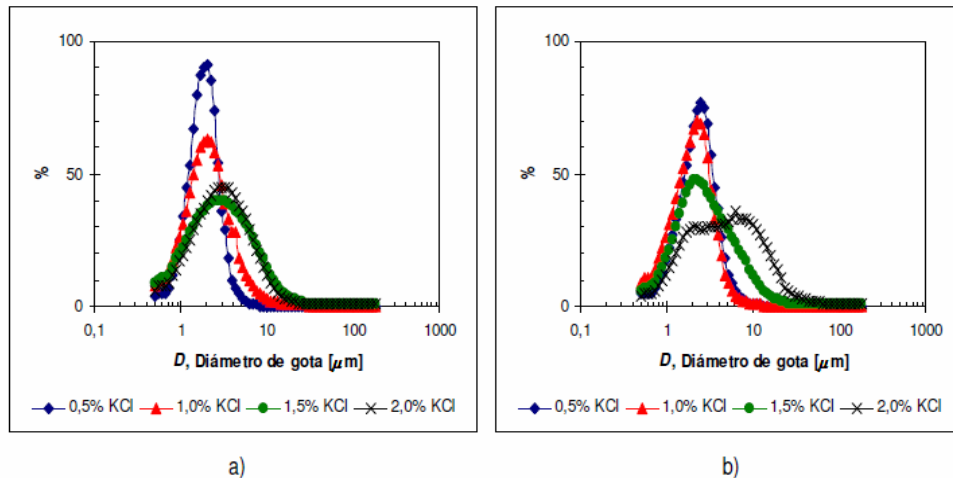 100
50
0
%
0,1 1 10 100 1000
D, Diámetro de gota [μm]
0,5% KCl 1,0% KCl 1,5% KCl 2,0% KCl
a)
100
50
0
%
0,1 1 10 100 1000
D, Diámetro de gota [μm]
0,5% KCl 1,0% KCl 1,5% KCl 2,0% KCl
b)